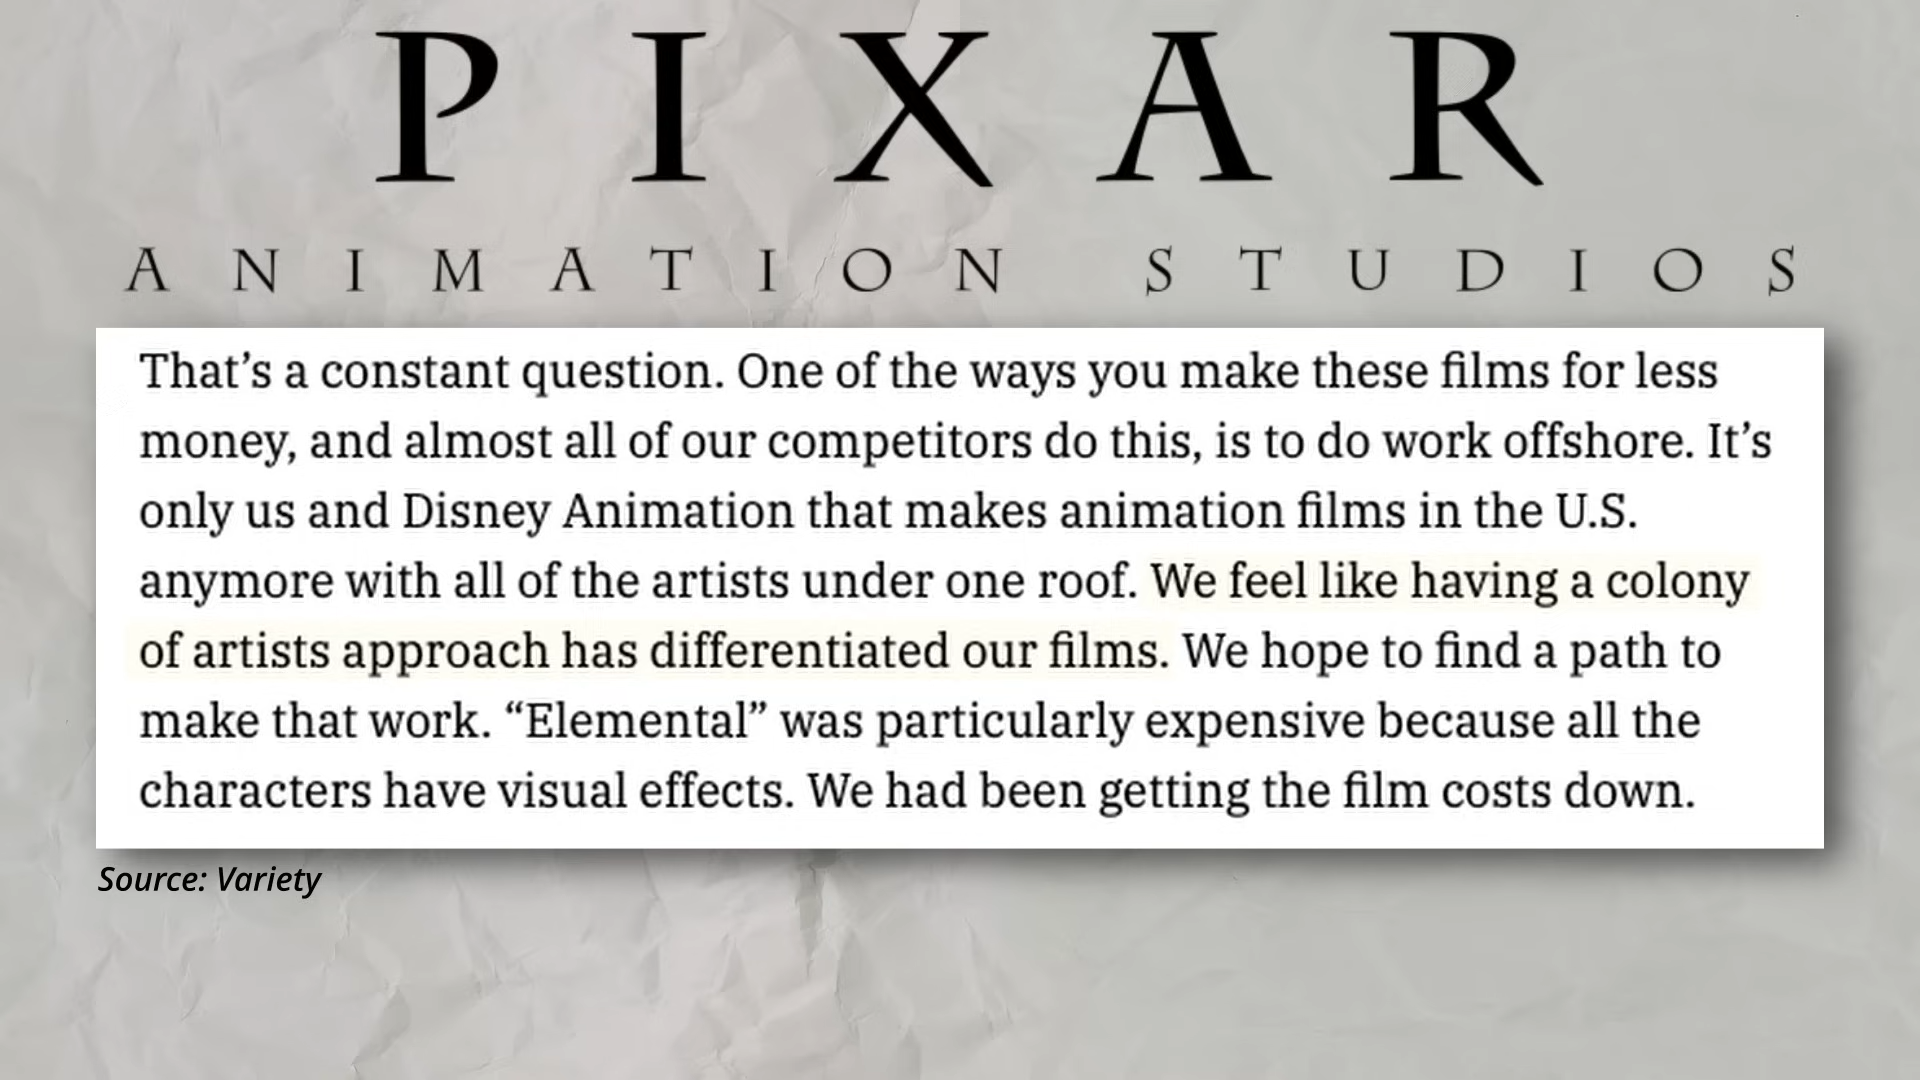 PIXAR
ANIMATION STUDIOS
That’s a constant question. One of the ways you make these films for less
money, and almost all of our competitors do this, is to do work offshore. It’s
only us and Disney Animation that makes animation films in the U.S.
anymore with all of the artists under one roof. We feel like having a colony
of artists approach has differentiated our films. We hope to find a path to
make that work. “Elemental” was particularly expensive because all the
characters have visual effects. We had been getting the film costs down.
Source: Variety